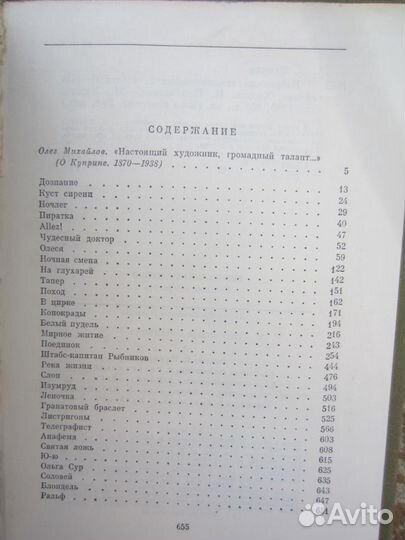 СОДЕРЖАНИЕ
Олег Михайлов. «Настоящий художник, громадный талант...»
(О Куприне. 1870—1938) . . . . . . . . . . 5
Дознание . . . . . . . . . . 13
Куст сирени . . . . . . . . . . 24
Ночлег . . . . . . . . . . 29
Пиратка . . . . . . . . . . 40
Allez! . . . . . . . . . . 47
Чудесный доктор . . . . . . . . . . 52
Олеся . . . . . . . . . . 59
Ночная смена . . . . . . . . . . 122
На глухарей . . . . . . . . . . 142
Тапер . . . . . . . . . . 151
Поход . . . . . . . . . . 162
В цирке . . . . . . . . . . 171
Конокрады . . . . . . . . . . 194
Белый пудель . . . . . . . . . . 216
Мирное житие . . . . . . . . . . 243
Поединок . . . . . . . . . . 254
Штабс-капитан Рыбников . . . . . . . . . . 444
Река жизни . . . . . . . . . . 476
Слон . . . . . . . . . . 494
Изумруд . . . . . . . . . . 503
Леночка . . . . . . . . . . 516
Гранатовый браслет . . . . . . . . . . 525
Листригоны . . . . . . . . . . 566
Телеграфист . . . . . . . . . . 603
Анафема . . . . . . . . . . 608
Святая ложь . . . . . . . . . . 615
Ю-ю . . . . . . . . . . 625
Ольга Сур . . . . . . . . . . 635
Соловей . . . . . . . . . . 643
Блондель . . . . . . . . . . 647
Ральф . . . . . . . . . .
655
Avito